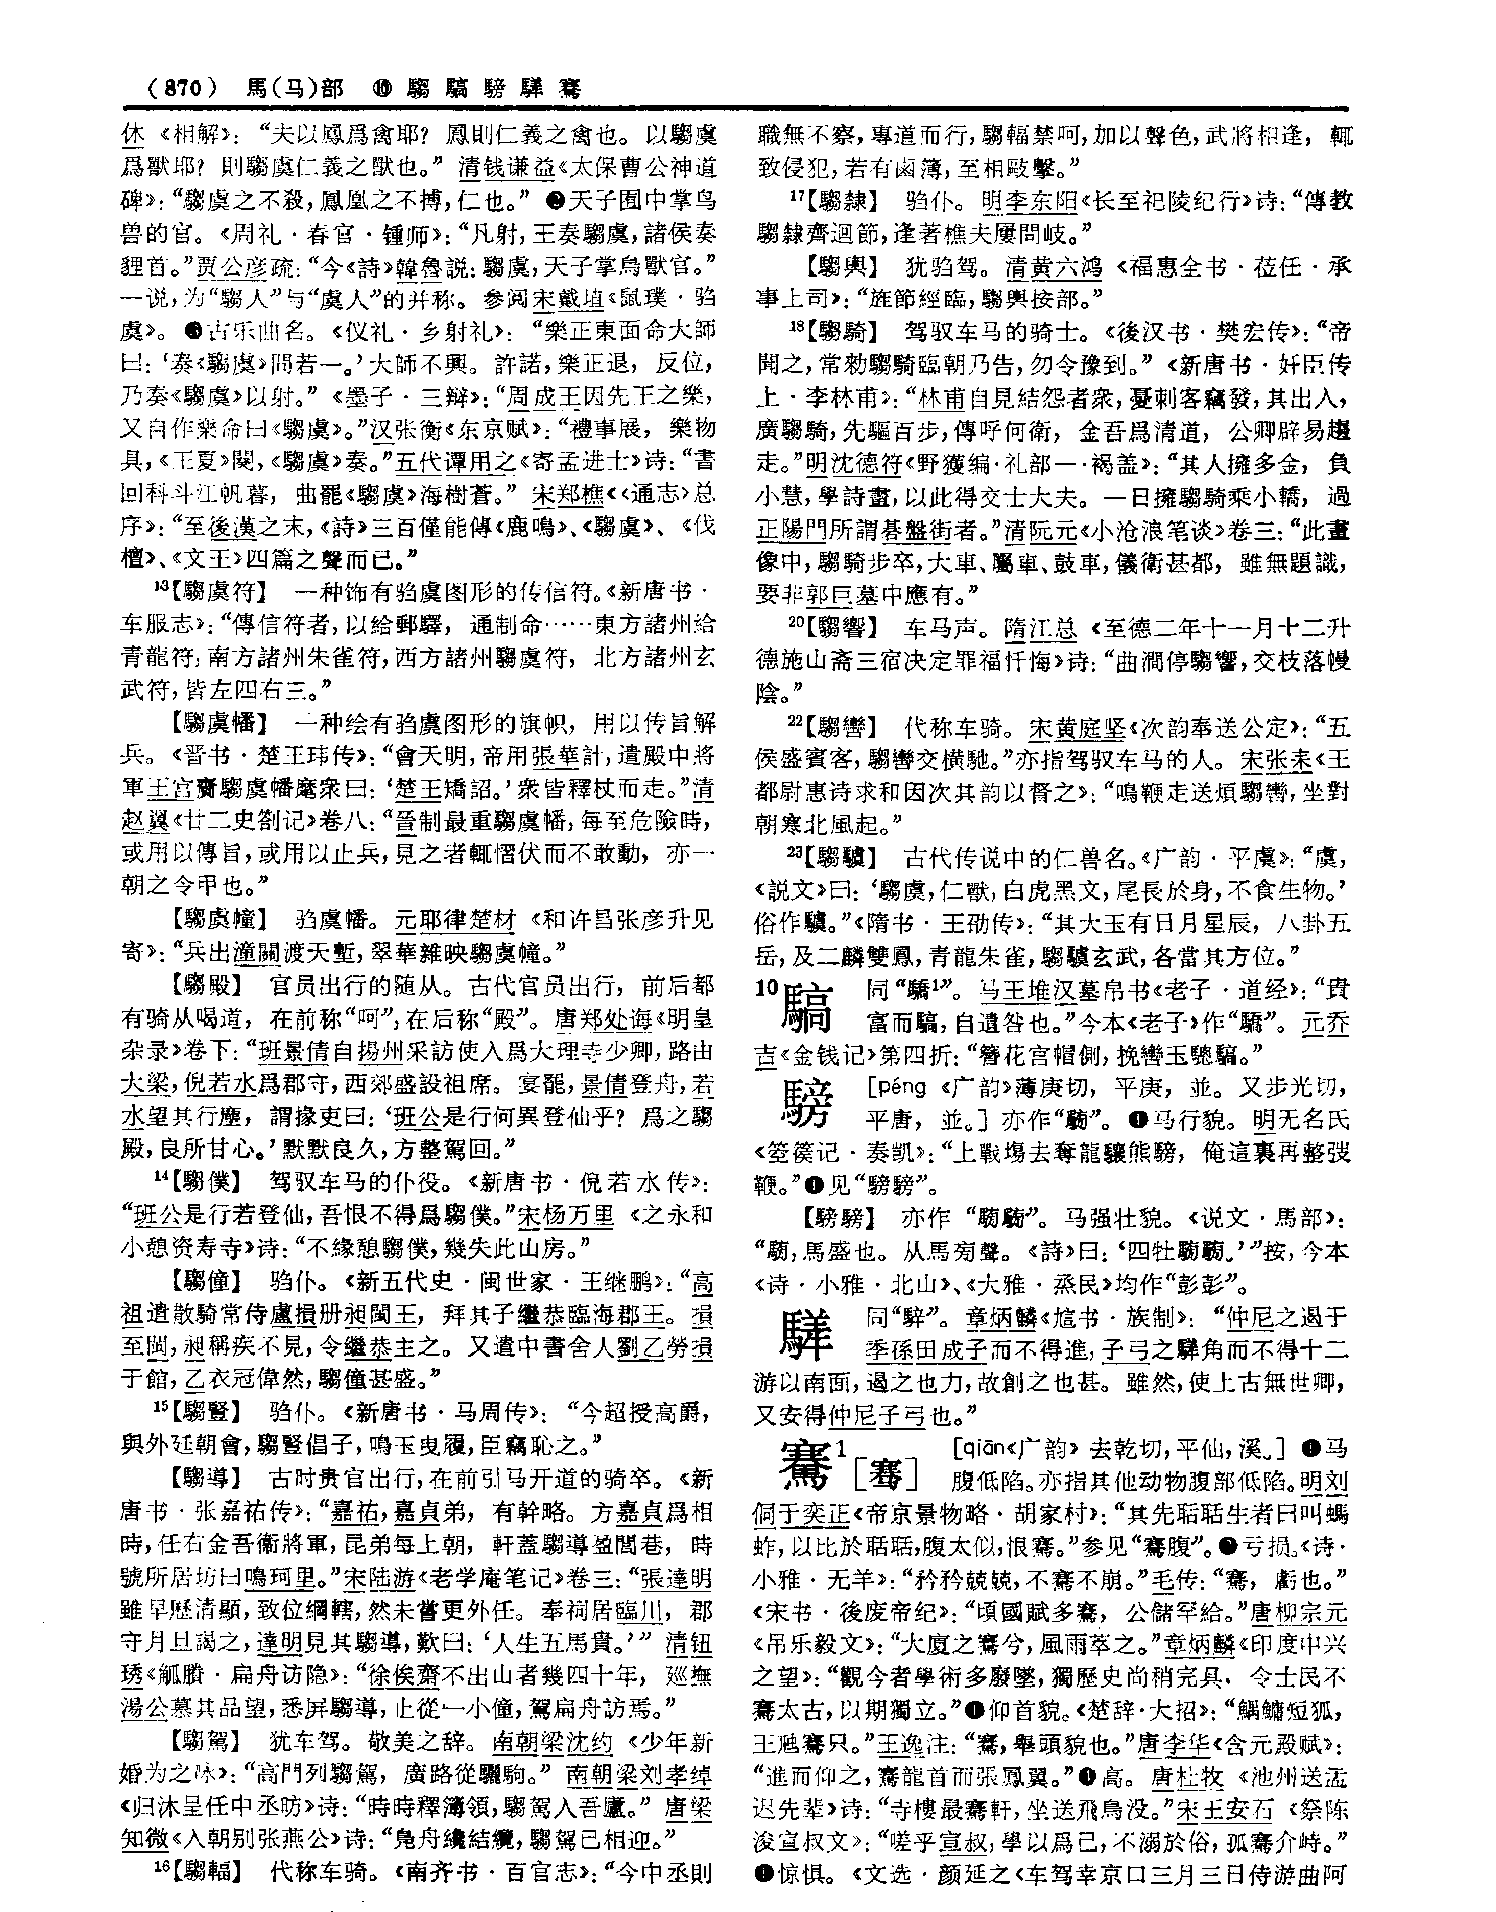 （870） 馬(马)部 ⑩ 騶 騙 騯 騂 騫
休《相解》：“夫以鳳爲禽耶？鳳則仁義之禽也。以騶虞
爲獸耶？則騶虞仁義之獸也。”清钱谦益《太保曹公神道
碑》：“騶虞之不殺，鳳凰之不搏，仁也。”❷天子囿中掌鸟
兽的官。《周礼·春官·锺师》：“凡射，王奏騶虞，諸侯奏
貍首。”贾公彦疏：“今《詩》韓魯説：騶虞，天子掌鳥獸官。”
一说，为“騶人”与“虞人”的并称。参阅宋戴埴《鼠璞·驺
虞》。❸古乐曲名。《仪礼·乡射礼》：“樂正東面命大師
曰：‘奏《騶虞》間若一。’大師不興。許諾，樂正退，反位，
乃奏《騶虞》以射。”《墨子·三辩》：“周成王因先王之樂，
又自作樂命曰《騶虞》。”汉张衡《东京赋》：“禮事展，樂物
具，《王夏》闋，《騶虞》奏。”五代谭用之《寄孟进士》诗：“書
回科斗江帆暮，曲罷《騶虞》海樹蒼。”宋郑樵《〈通志〉总
序》：“至後漢之末，《詩》三百僅能傳《鹿鳴》、《騶虞》、《伐
檀》、《文王》四篇之聲而已。”
13【騶虞符】 一种饰有驺虞图形的传信符。《新唐书·
车服志》：“傳信符者，以給郵驛，通制命……東方諸州給
青龍符，南方諸州朱雀符，西方諸州騶虞符，北方諸州玄
武符，皆左四右三。”
【騶虞幡】 一种绘有驺虞图形的旗帜，用以传旨解
兵。《晋书·楚王玮传》：“會天明，帝用張華計，遣殿中將
軍王宫齎騶虞幡麾衆曰：‘楚王矯詔。’衆皆釋杖而走。”清
赵翼《廿二史劄记》卷八：“晉制最重騶虞幡，每至危險時，
或用以傳旨，或用以止兵，見之者輒慴伏而不敢動，亦一
朝之令甲也。”
【騶虞幢】 驺虞幡。元耶律楚材《和许昌张彦升见
寄》：“兵出潼關渡天塹，翠華雜映騶虞幢。”
【騶殿】 官员出行的随从。古代官员出行，前后都
有骑从喝道，在前称“呵”，在后称“殿”。唐郑处海《明皇
杂录》卷下：“班景倩自揚州采訪使入爲大理寺少卿，路由
大梁，倪若水爲郡守，西郊盛設祖席。宴罷，景倩登舟，若
水望其行塵，謂掾吏曰：‘班公是行何異登仙乎？爲之騶
殿，良所甘心。’默默良久，方整駕回。”
14【騶僕】 驾驭车马的仆役。《新唐书·倪若水传》：
“班公是行若登仙，吾恨不得爲騶僕。”宋杨万里《之永和
小憩资寿寺》诗：“不緣憩騶僕，幾失此山房。”
【騶僮】 驺仆。《新五代史·闽世家·王继鹏》：“高
祖遣散騎常侍盧損册昶閩王，拜其子繼恭臨海郡王。損
至閩，昶稱疾不見，令繼恭主之。又遣中書舍人劉乙勞損
于館，乙衣冠偉然，騶僮甚盛。”
15【騶豎】 驺仆。《新唐书·马周传》：“今超授高爵，
與外廷朝會，騶豎倡子，鳴玉曳履，臣竊恥之。”
【騶導】 古时贵官出行，在前引马开道的骑卒。《新
唐书·张嘉祐传》：“嘉祐，嘉貞弟，有幹略。方嘉貞爲相
時，任右金吾衞將軍，昆弟每上朝，軒蓋騶導盈閭巷，時
號所居坊曰鳴珂里。”宋陆游《老学庵笔记》卷三：“張達明
雖早歷清顯，致位綱轄，然未嘗更外任。奉祠居臨川，郡
守月旦謁之，達明見其騶導，歎曰：‘人生五馬貴。’”清钮
琇《觚賸·扁舟访隐》：“徐俟齋不出山者幾四十年，廵撫
湯公慕其品望，悉屏騶導，止從一小僮，駕扁舟訪焉。”
【騶駕】 犹车驾。敬美之辞。南朝梁沈约《少年新
婚为之咏》：“高門列騶駕，廣路從驪駒。”南朝梁刘孝绰
《归沐呈任中丞昉》诗：“時時釋簿領，騶駕入吾廬。”唐梁
知微《入朝别张燕公》诗：“鳧舟纔結纜，騶駕已相迎。”
16【騶輻】 代称车骑。《南齐书·百官志》：“今中丞則
職無不察，專道而行，騶輻禁呵，加以聲色，武將相逢，輒
致侵犯，若有鹵簿，至相毆擊。”
17【騶隸】 驺仆。明李东阳《长至祀陵纪行》诗：“傳教
騶隸齊迴節，逢著樵夫屢問岐。”
【騶輿】 犹驺驾。清黄六鸿《福惠全书·莅任·承
事上司》：“旌節經臨，騶輿按部。”
18【騶騎】 驾驭车马的骑士。《後汉书·樊宏传》：“帝
聞之，常勑騶騎臨朝乃告，勿令豫到。”《新唐书·奸臣传
上·李林甫》：“林甫自見結怨者衆，憂刺客竊發，其出入，
廣騶騎，先驅百步，傳呼何衛，金吾爲清道，公卿辟易趨
走。”明沈德符《野獲编·礼部一·褐盖》：“其人擁多金，負
小慧，學詩畫，以此得交士大夫。一日擁騶騎乘小轎，過
正陽門所謂棊盤街者。”清阮元《小沧浪笔谈》卷三：“此畫
像中，騶騎步卒，大車、屬車、鼓車，儀衛甚都，雖無題識，
要非郭巨墓中應有。”
20【騶響】 车马声。隋江总《至德二年十一月十二升
德施山斋三宿决定罪福忏悔》诗：“曲澗停騶響，交枝落幔
陰。”
22【騶轡】 代称车骑。宋黄庭坚《次韵奉送公定》：“五
侯盛賓客，騶轡交横馳。”亦指驾驭车马的人。宋张耒《王
都尉惠诗求和因次其韵以督之》：“鳴鞭走送煩騶轡，坐對
朝寒北風起。”
23【騶驉】 古代传说中的仁兽名。《广韵·平虞》：“虞，
《説文》曰：‘騶虞，仁獸，白虎黑文，尾長於身，不食生物。’
俗作驉。”《隋书·王劭传》：“其大玉有日月星辰，八卦五
岳，及二麟雙鳳，青龍朱雀，騶驉玄武，各當其方位。”
10騙 同“驕1”。马王堆汉墓帛书《老子·道经》：“貴
富而騙，自遺咎也。”今本《老子》作“驕”。元乔
吉《金钱记》第四折：“簪花宫帽側，挽轡玉驄騙。”
騯 [péng《广韵》薄庚切，平庚，並。又步光切，
平唐，並。]亦作“騯”。❶马行貌。明无名氏
《箜篌记·奏凯》：“上戰場去奪龍驤熊騯，俺這裏再整弢
鞭。”❶见“騯騯”。
【騯騯】 亦作“騯騯”。马强壮貌。《说文·馬部》：
“騯，馬盛也。从馬㫄聲。《詩》曰：‘四牡騯騯。’”按，今本
《诗·小雅·北山》、《大雅·烝民》均作“彭彭”。
騂 同“騂”。章炳麟《訄书·族制》：“仲尼之遏于
季孫田成子而不得進，子弓之騂角而不得十二
游以南面，遏之也力，故創之也甚。雖然，使上古無世卿，
又安得仲尼子弓也。”
騫1[骞] [qiān《广韵》去乾切，平仙，溪。]❶马
腹低陷。亦指其他动物腹部低陷。明刘
侗于奕正《帝京景物略·胡家村》：“其先聒聒生者曰叫螞
蚱，以比於聒聒，腹太似，恨騫。”参见“騫腹”。❷亏损。《诗·
小雅·无羊》：“矜矜兢兢，不騫不崩。”毛传：“騫，虧也。”
《宋书·後废帝纪》：“頃國賦多騫，公儲罕給。”唐柳宗元
《吊乐毅文》：“大廈之騫兮，風雨萃之。”章炳麟《印度中兴
之望》：“觀今者學術多廢墜，獨歷史尚稍完具，令士民不
騫太古，以期獨立。”❶仰首貌。《楚辞·大招》：“鰅鱅短狐，
王虺騫只。”王逸注：“騫，舉頭貌也。”唐李华《含元殿赋》：
“進而仰之，騫龍首而張鳳翼。”❶高。唐杜牧《池州送孟
迟先辈》诗：“寺樓最騫軒，坐送飛鳥没。”宋王安石《祭陈
浚宣叔文》：“嗟乎宣叔，學以爲己，不溺於俗，孤騫介峙。”
❶惊惧。《文选·颜延之〈车驾幸京口三月三日侍游曲阿